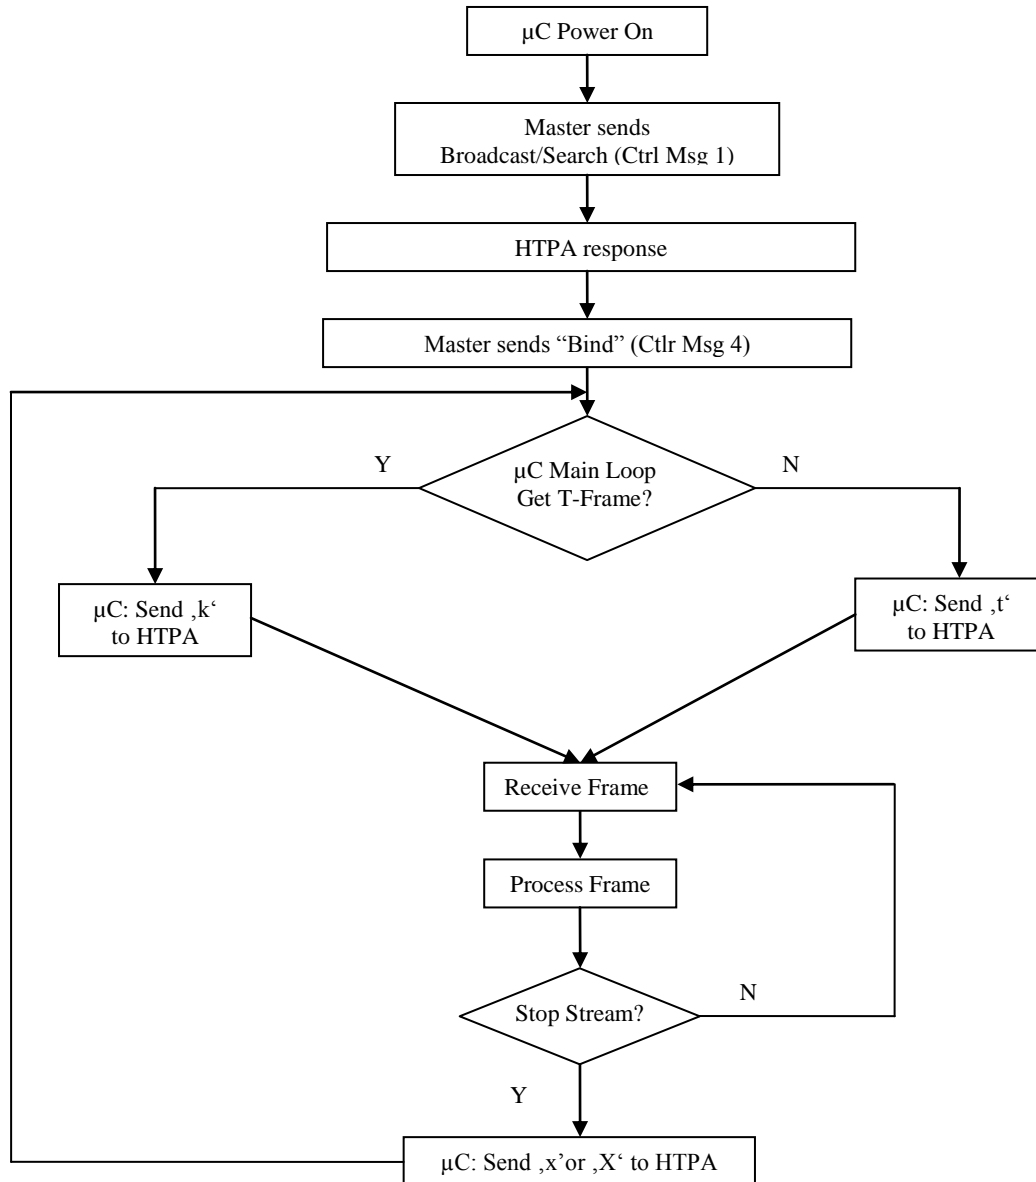 µC Power On
Master sends
Broadcast/Search (Ctrl Msg 1)
HTPA response
Master sends “Bind” (Ctlr Msg 4)
Y
N
µC Main Loop
Get T-Frame?
µC: Send ‚k‘
to HTPA
µC: Send ‚t‘
to HTPA
Receive Frame
Process Frame
Stop Stream?
N
Y
µC: Send ‚x’or ‚X‘ to HTPA